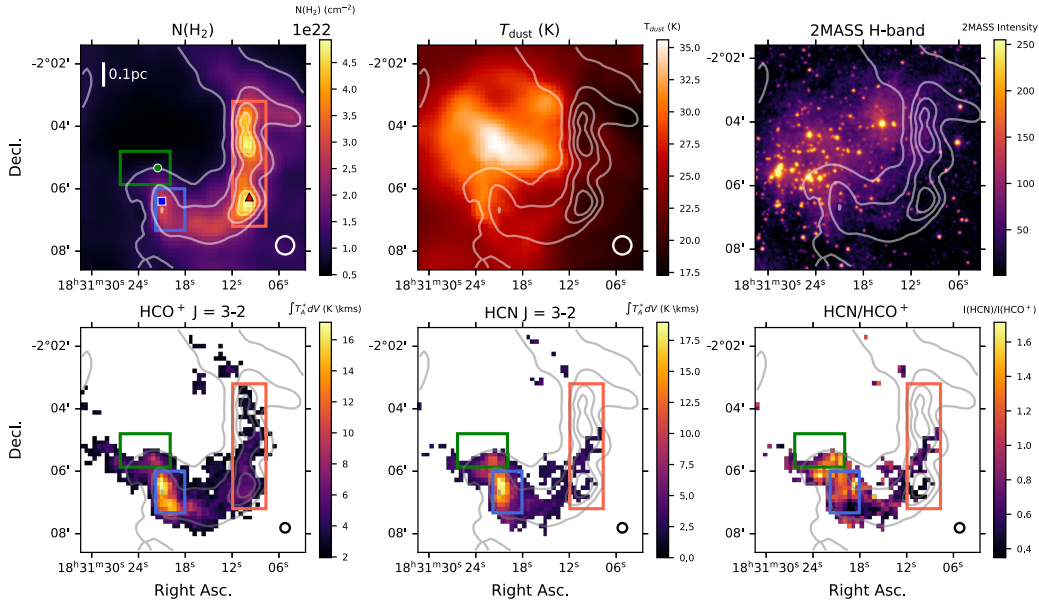 N(H₂)
N(H₂) (cm⁻²)
1e22
T_dust (K)
T_dust (K)
2MASS H-band
2MASS Intensity
-2°02'
04'
06'
08'
Decl.
0.1pc
4.5
4.0
3.5
3.0
2.5
2.0
1.5
1.0
0.5
35.0
32.5
30.0
27.5
25.0
22.5
20.0
17.5
250
200
150
100
50
18ʰ31ᵐ30ˢ 24ˢ 18ˢ 12ˢ 06ˢ
18ʰ31ᵐ30ˢ 24ˢ 18ˢ 12ˢ 06ˢ
18ʰ31ᵐ30ˢ 24ˢ 18ˢ 12ˢ 06ˢ
HCO⁺ J = 3-2
∫T*_A dV (K \kms)
HCN J = 3-2
∫T*_A dV (K \kms)
HCN/HCO⁺
I(HCN)/I(HCO⁺)
-2°02'
04'
06'
08'
Decl.
16
14
12
10
8
6
4
2
-2°02'
04'
06'
08'
17.5
15.0
12.5
10.0
7.5
5.0
2.5
0.0
-2°02'
04'
06'
08'
1.6
1.4
1.2
1.0
0.8
0.6
0.4
18ʰ31ᵐ30ˢ 24ˢ 18ˢ 12ˢ 06ˢ
18ʰ31ᵐ30ˢ 24ˢ 18ˢ 12ˢ 06ˢ
18ʰ31ᵐ30ˢ 24ˢ 18ˢ 12ˢ 06ˢ
Right Asc.
Right Asc.
Right Asc.